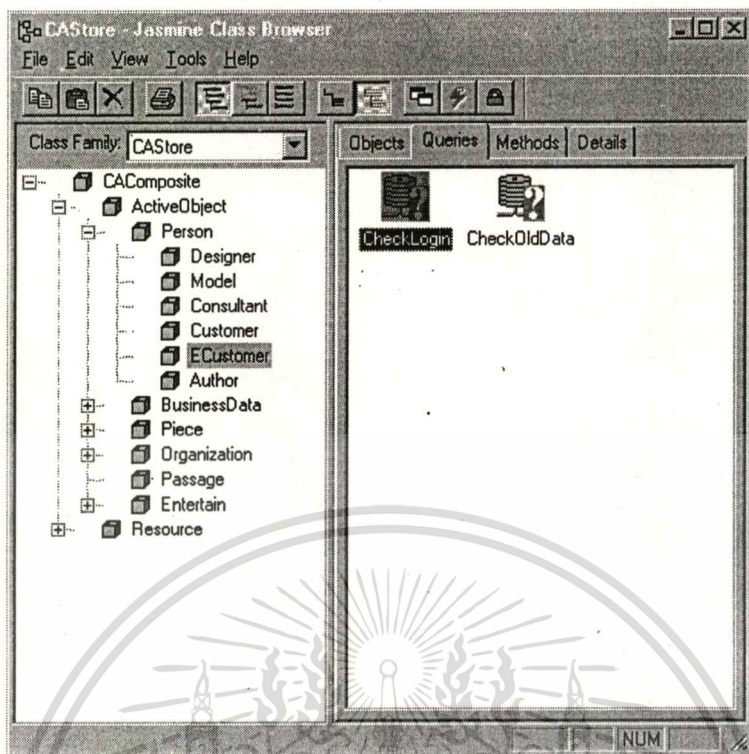 CAStore - Jasmine Class Browser
File Edit View Tools Help
Class Family: CAStore
Objects Queries Methods Details
CAComposite
ActiveObject
Person
Designer
Model
Consultant
Customer
ECustomer
Author
BusinessData
Piece
Organization
Passage
Entertain
Resource
CheckLogin CheckOldData
NUM